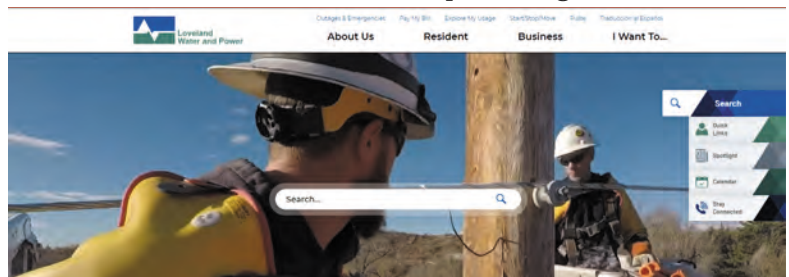 Outages & Emergencies Pay My Bill Explore My Usage Start/Stop/Move Pulse Traducción al Español
Loveland
Water and Power
About Us Resident Business I Want To...
Search
Quick
Links
Spotlight
Calendar
Search...
Stay
Connected